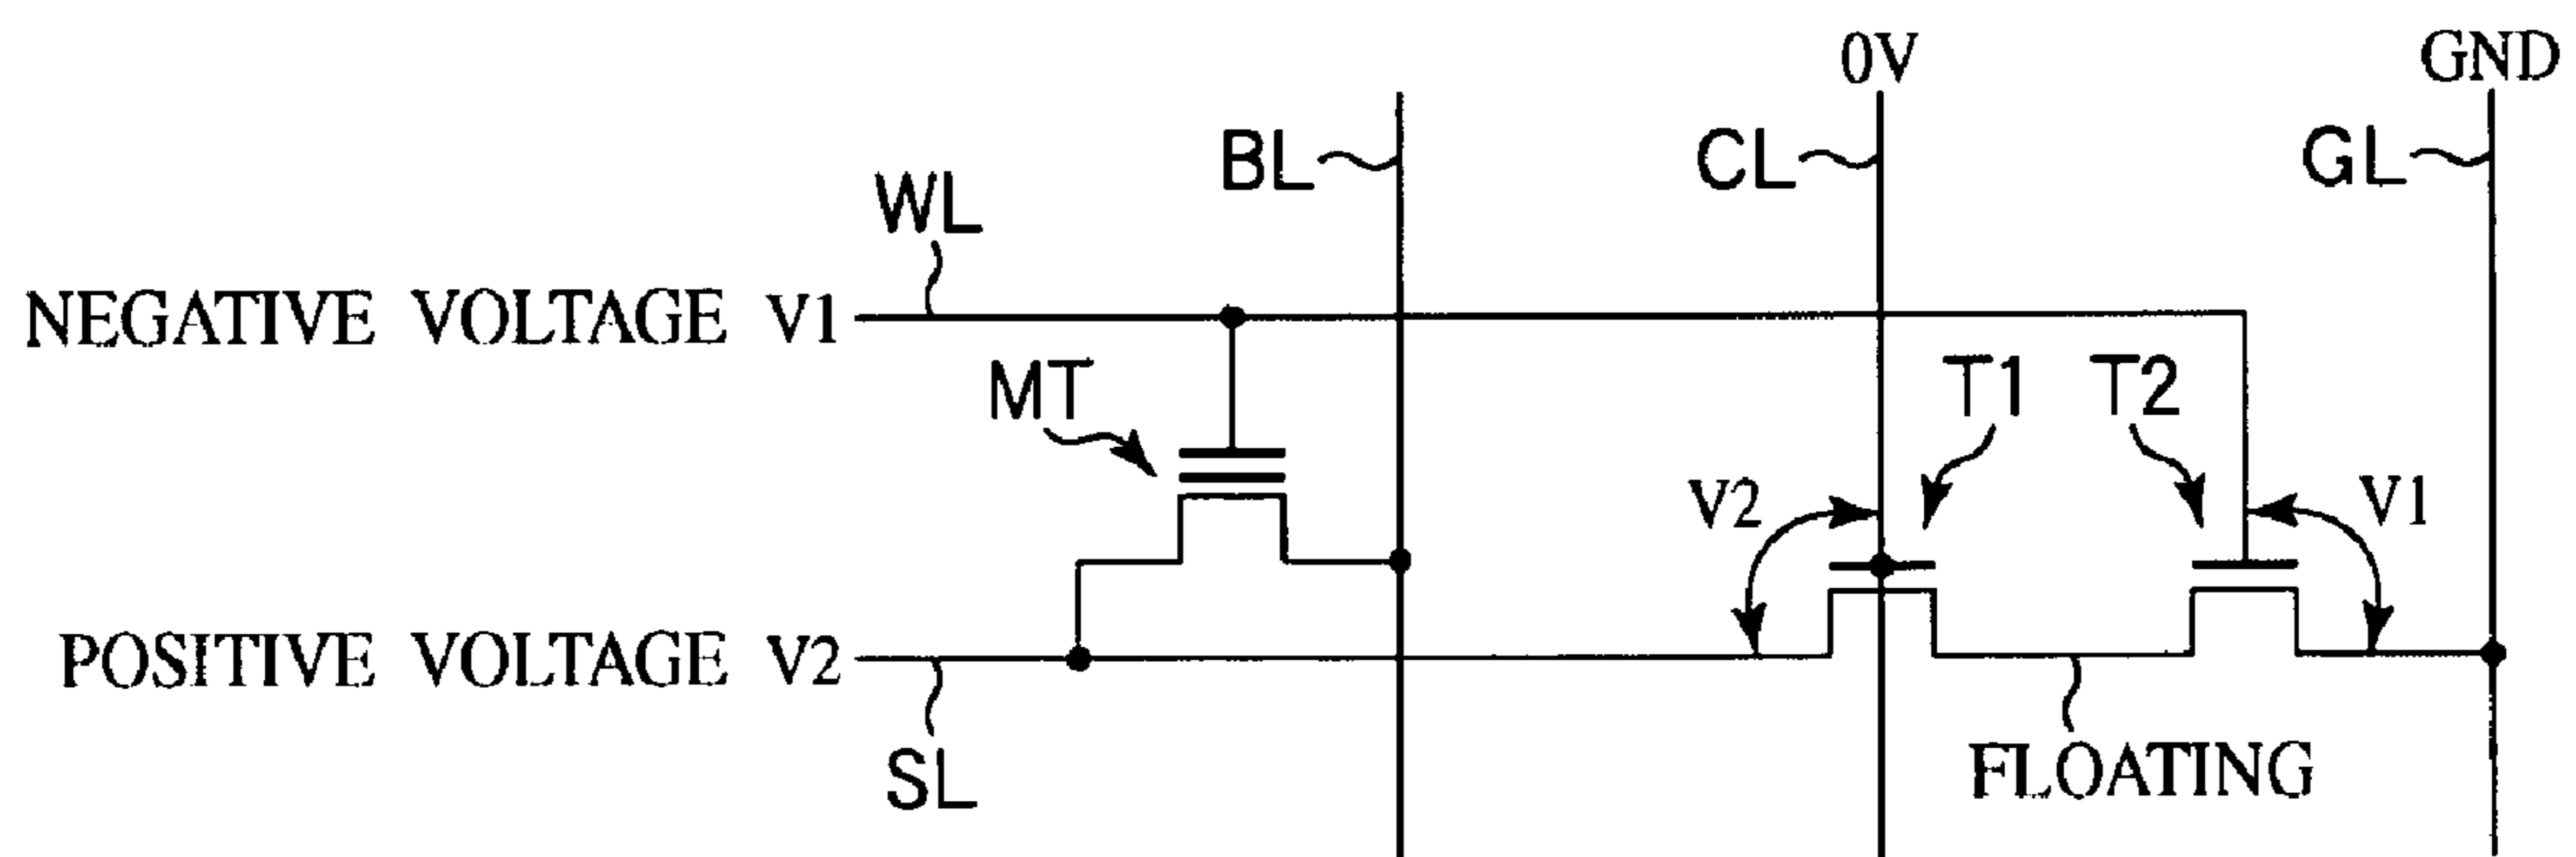 0V
GND
BL
CL
GL
WL
NEGATIVE VOLTAGE V1
MT
T1
T2
V2
V1
POSITIVE VOLTAGE V2
SL
FLOATING